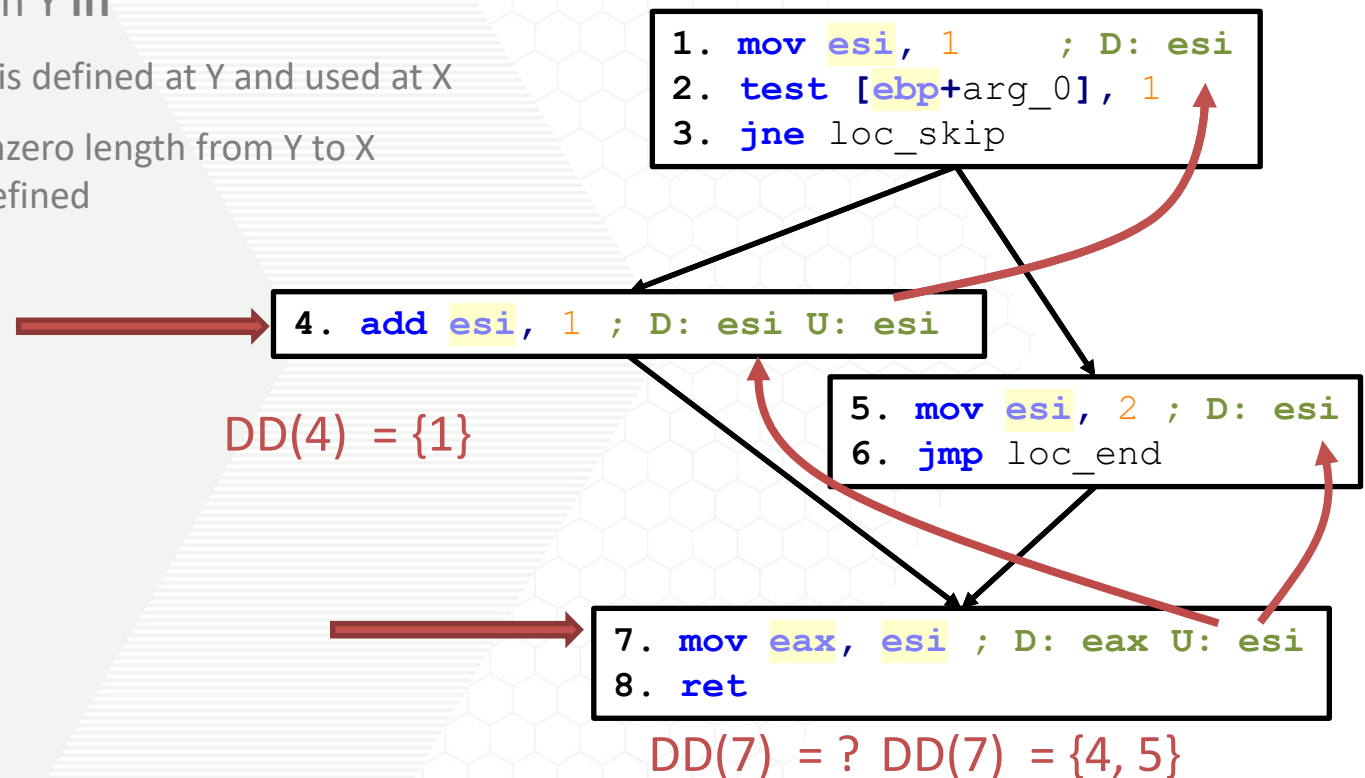 n Y in
is defined at Y and used at X
nzero length from Y to X
efined
1. mov esi, 1 ; D: esi
2. test [ebp+arg_0], 1
3. jne loc_skip
4. add esi, 1 ; D: esi U: esi
DD(4) = {1}
5. mov esi, 2 ; D: esi
6. jmp loc_end
7. mov eax, esi ; D: eax U: esi
8. ret
DD(7) = ? DD(7) = {4, 5}